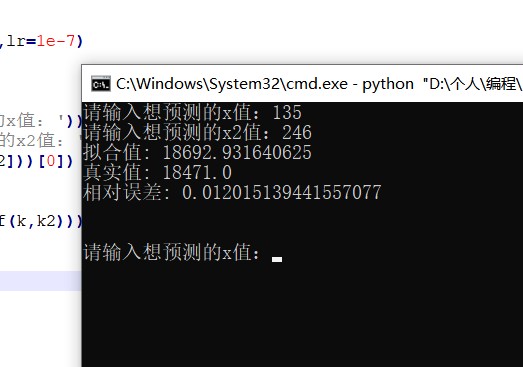 ,lr=1e-7)
C:\Windows\System32\cmd.exe - python "D:\个人\编程\
x值: '))
请输入想预测的x值：135
的x2值:
请输入想预测的x2值：246
2]))[0])
拟合值: 18692.931640625
真实值: 18471.0
相对误差: 0.012015139441557077
f(k,k2)))
请输入想预测的x值：